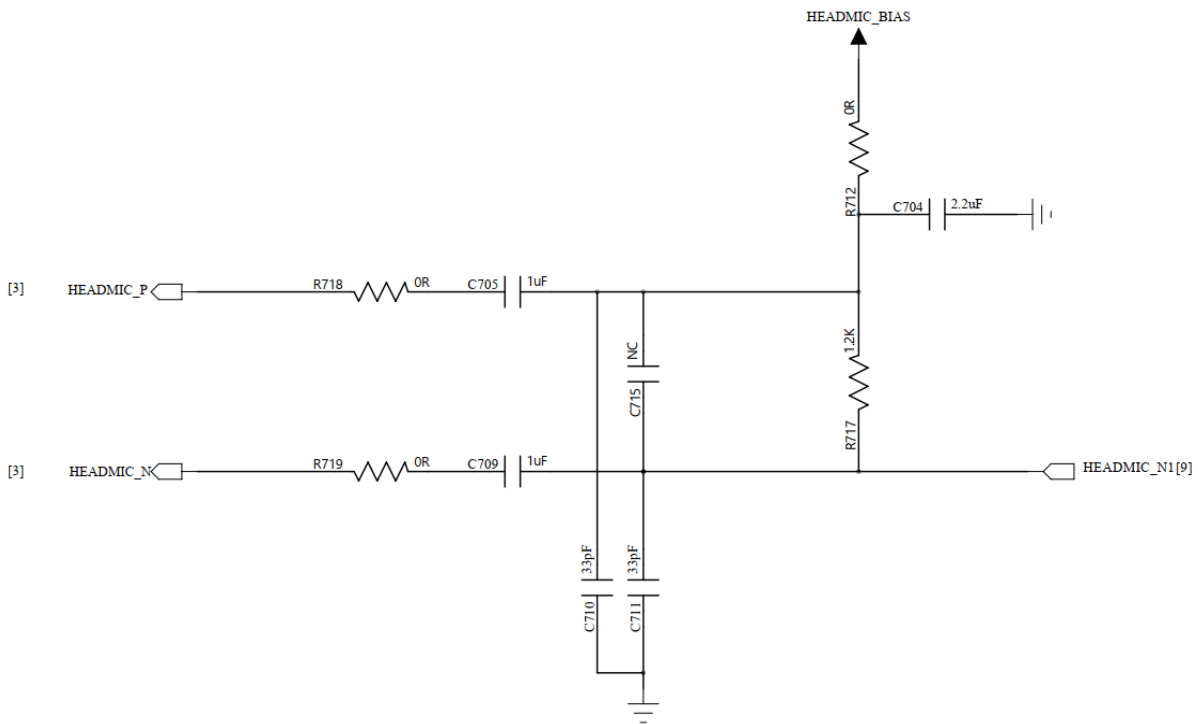 HEADMIC_BIAS
0R
R712
C704
2.2uF
[3]
HEADMIC_P
R718
0R
C705
1uF
1.2K
NC
C715
R717
[3]
HEADMIC_N
R719
0R
C709
1uF
HEADMIC_N1[9]
33pF
33pF
C710
C711